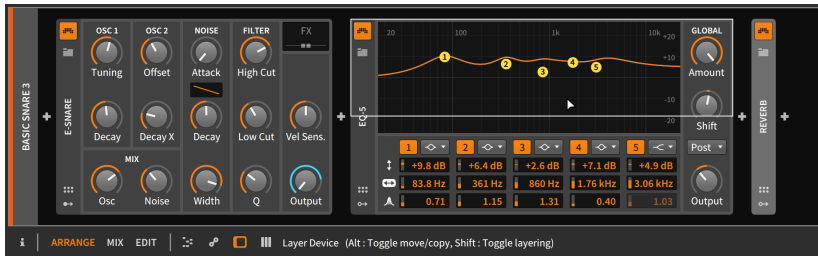 BASIC SNARE 3
E-SNARE
OSC 1 OSC 2 NOISE FILTER FX
Tuning Offset Attack High Cut
Decay Decay X Decay Low Cut Vel Sens.
MIX
Osc Noise Width Q Output
EQ-5
20 100 1k 10k +20
+10
-10
-20
1 2 3 4 5
1 2 3 4 5
+9.8 dB +6.4 dB +2.6 dB +7.1 dB +4.9 dB
83.8 Hz 361 Hz 860 Hz 1.76 kHz 3.06 kHz
0.71 1.15 1.31 0.40 1.03
GLOBAL
Amount
Shift
Post
Output
REVERB
i ARRANGE MIX EDIT Layer Device (Alt : Toggle move/copy, Shift : Toggle layering)